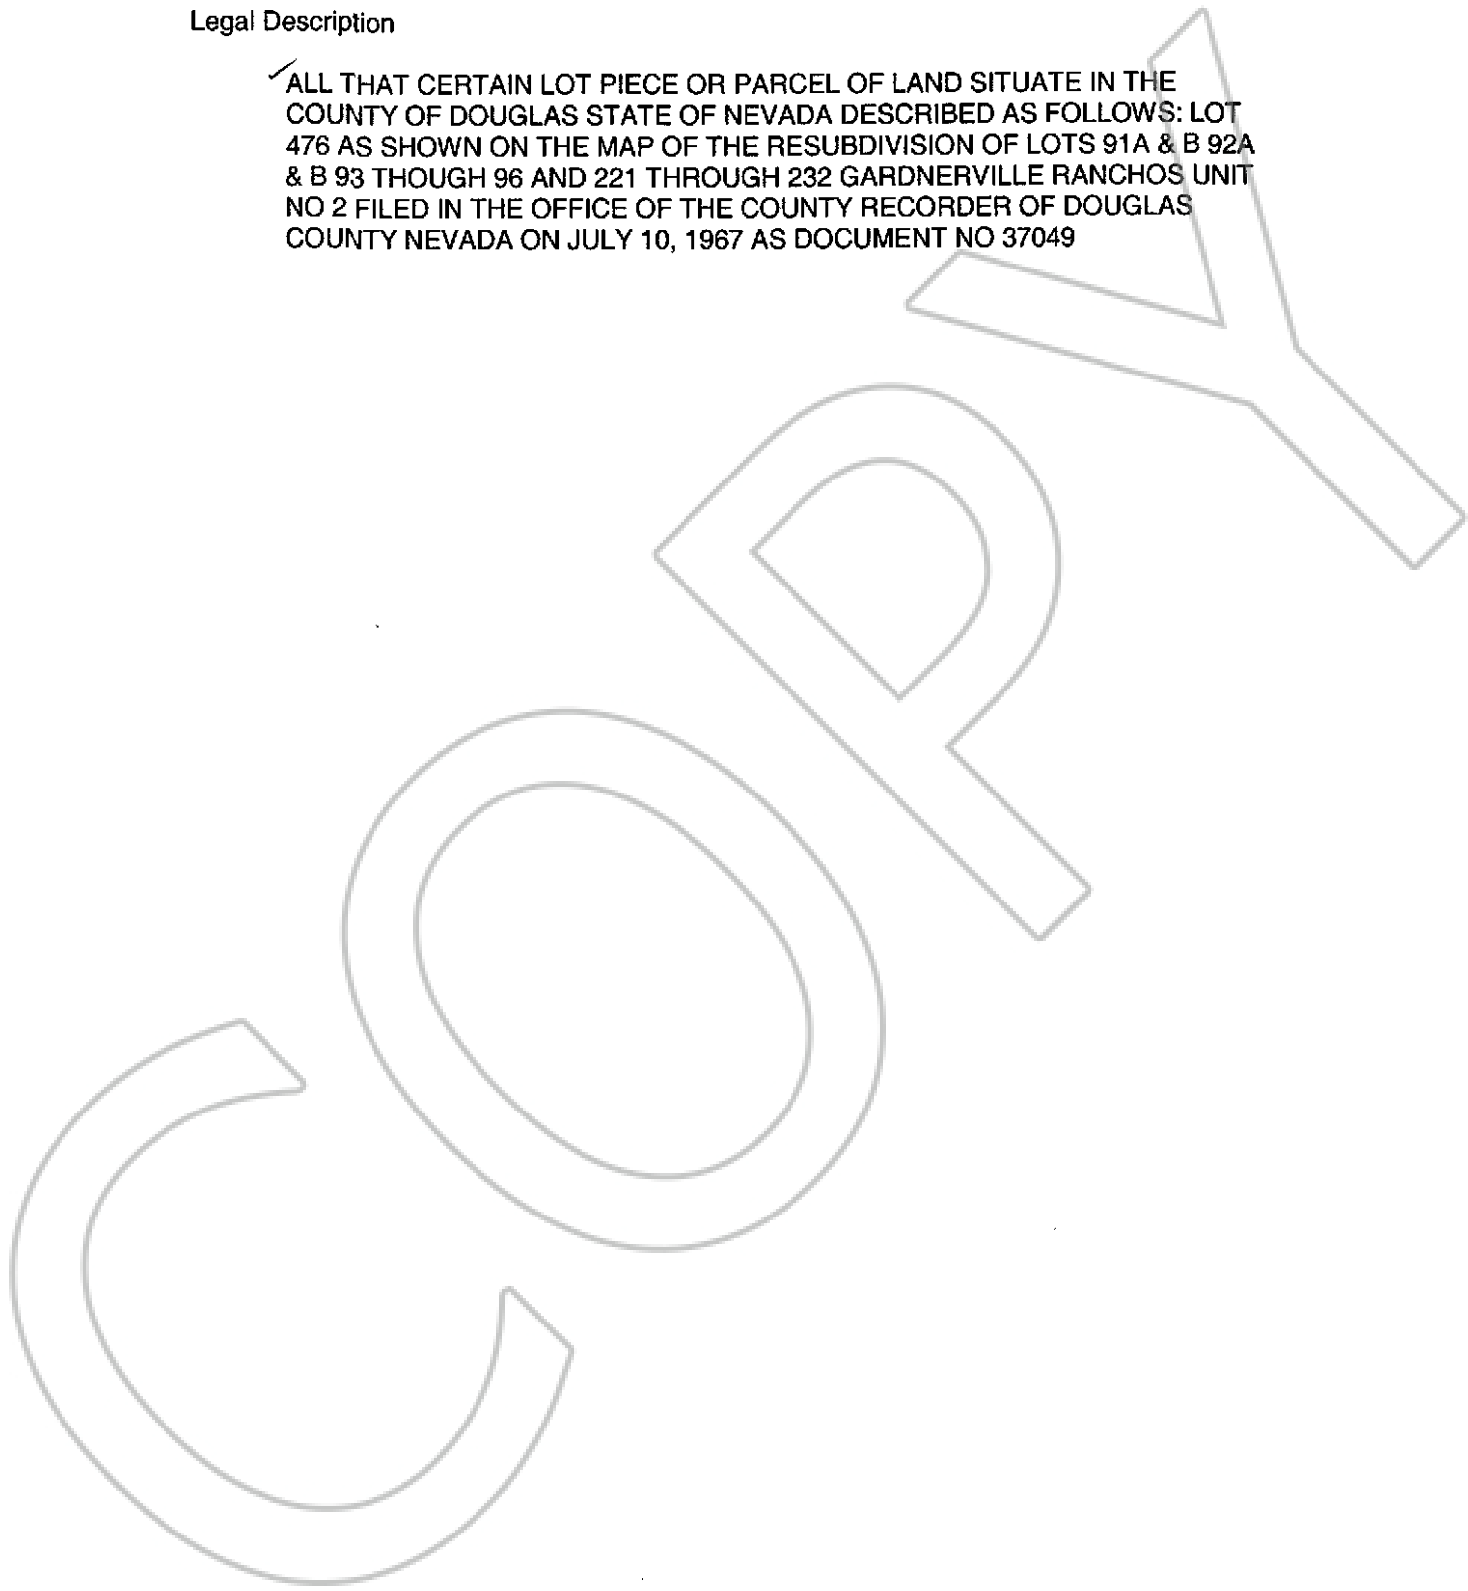 Legal Description
ALL THAT CERTAIN LOT PIECE OR PARCEL OF LAND SITUATE IN THE
COUNTY OF DOUGLAS STATE OF NEVADA DESCRIBED AS FOLLOWS: LOT
476 AS SHOWN ON THE MAP OF THE RESUBDIVISION OF LOTS 91A & B 92A
& B 93 THOUGH 96 AND 221 THROUGH 232 GARDNERVILLE RANCHOS UNIT
NO 2 FILED IN THE OFFICE OF THE COUNTY RECORDER OF DOUGLAS
COUNTY NEVADA ON JULY 10, 1967 AS DOCUMENT NO 37049
COPY